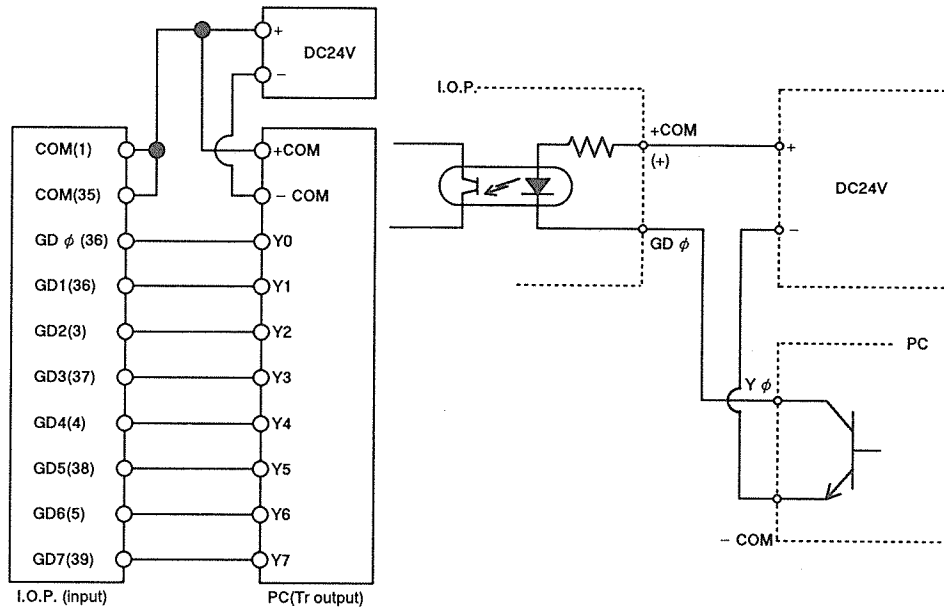 +
DC24V
−
COM(1)
+COM
COM(35)
− COM
GD φ (36)
Y0
GD1(36)
Y1
GD2(3)
Y2
GD3(37)
Y3
GD4(4)
Y4
GD5(38)
Y5
GD6(5)
Y6
GD7(39)
Y7
I.O.P. (input)
PC(Tr output)
I.O.P.
+COM
(+)
+
DC24V
−
GD φ
PC
Y φ
− COM